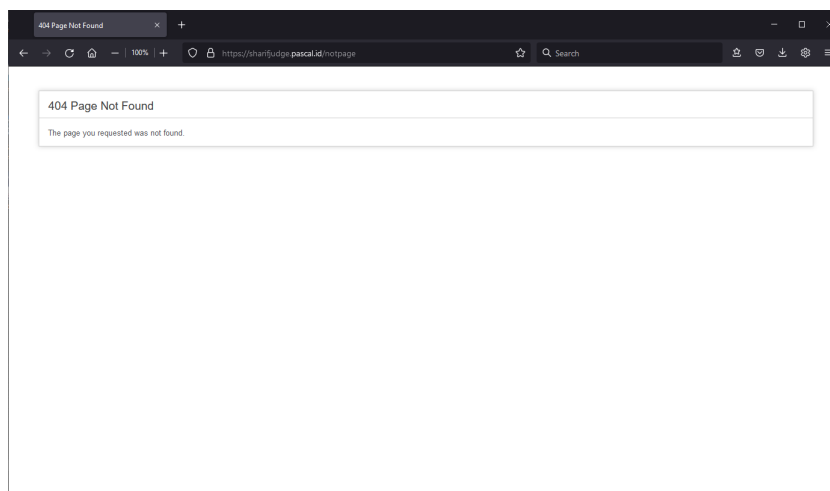 404 Page Not Found
100%
https://sharifjudge.pascal.id/notpage
Search
404 Page Not Found
The page you requested was not found.